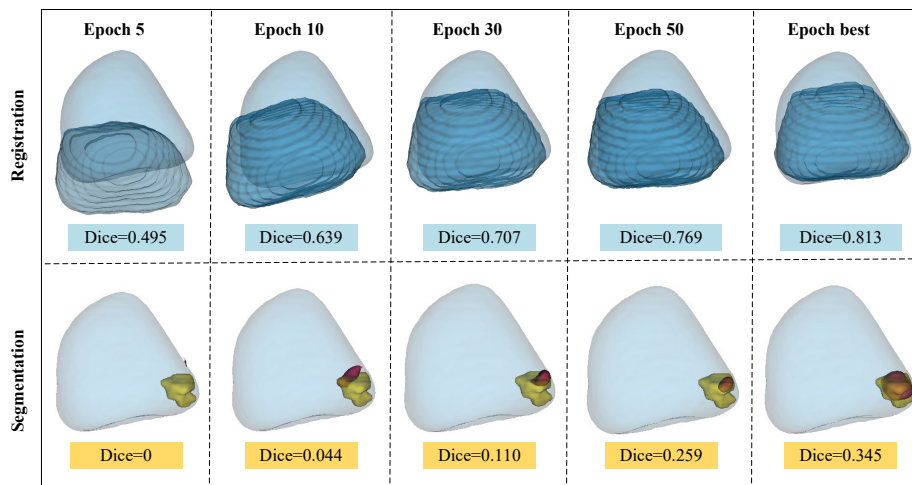 Epoch 5 Epoch 10 Epoch 30 Epoch 50 Epoch best
Registration
Dice=0.495 Dice=0.639 Dice=0.707 Dice=0.769 Dice=0.813
Segmentation
Dice=0 Dice=0.044 Dice=0.110 Dice=0.259 Dice=0.345